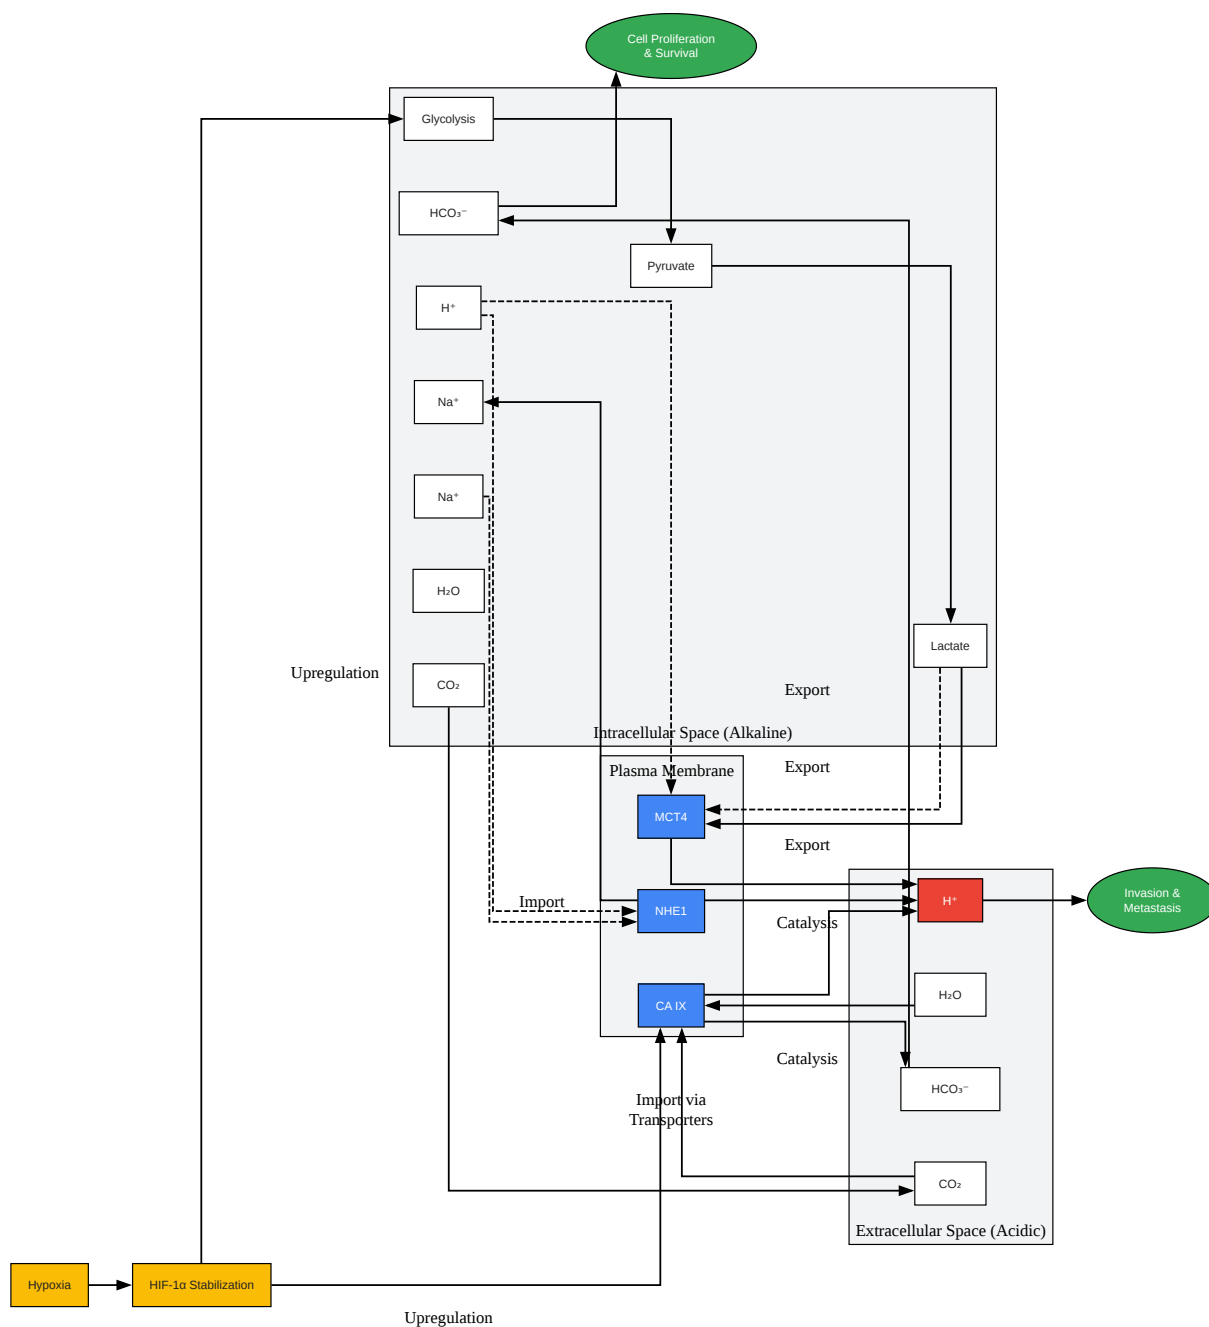 Cell Proliferation
& Survival
Glycolysis
HCO₃⁻
Pyruvate
H⁺
Na⁺
Na⁺
H₂O
Lactate
Upregulation
CO₂
Export
Intracellular Space (Alkaline)
Export
Plasma Membrane
MCT4
Export
Import
NHE1
Catalysis
H⁺
Invasion &
Metastasis
CA IX
H₂O
Catalysis
HCO₃⁻
Import via
Transporters
CO₂
Extracellular Space (Acidic)
Hypoxia
HIF-1α Stabilization
Upregulation